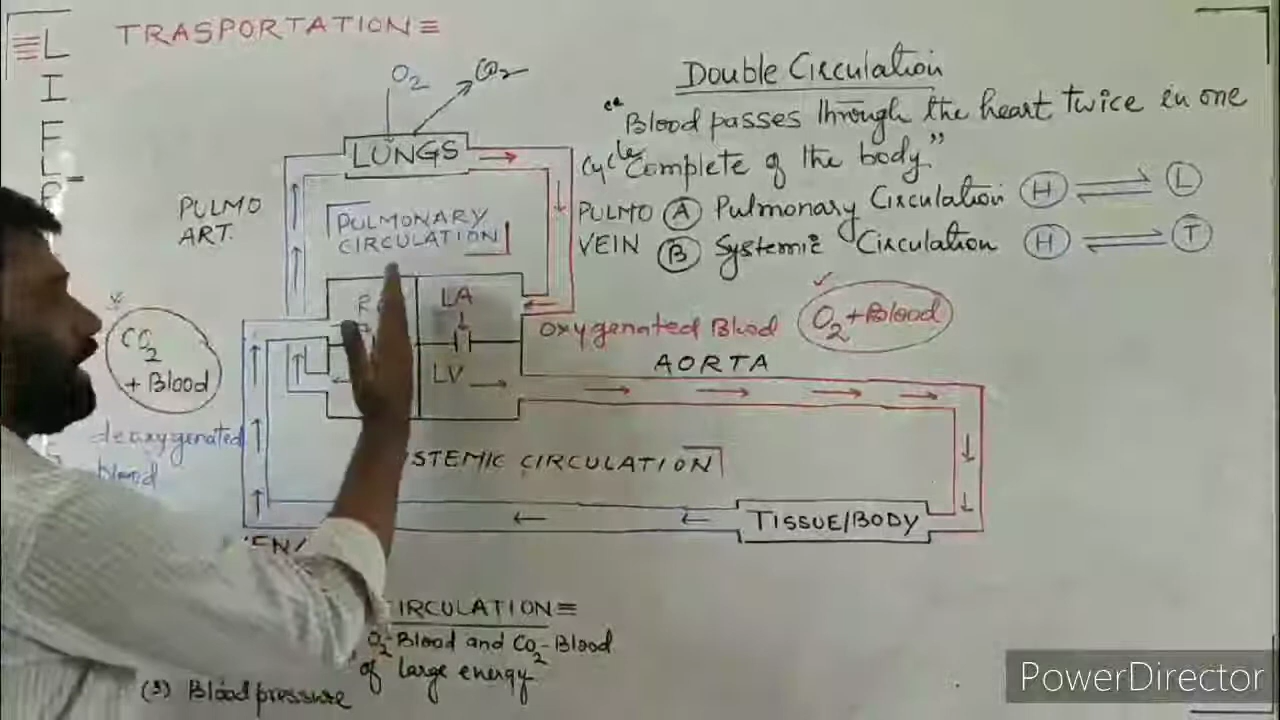 TRASPORTATION
L
I
F
O2
CO2
LUNGS
PULMO
ART.
PULMONARY
CIRCULATION
LA
LV
CO2
+ Blood
deoxygenated
blood
Double Circulation
"Blood passes through the heart twice in one
Cycle Complete of the body"
PULMO (A) Pulmonary Circulation (H) (L)
VEIN (B) Systemic Circulation (H) (T)
oxygenated Blood
O2 + Blood
AORTA
STEMIC CIRCULATION
TISSUE/BODY
IRCULATION
O2-Blood and CO2-Blood
of large energy
(3) Blood pressure
PowerDirector